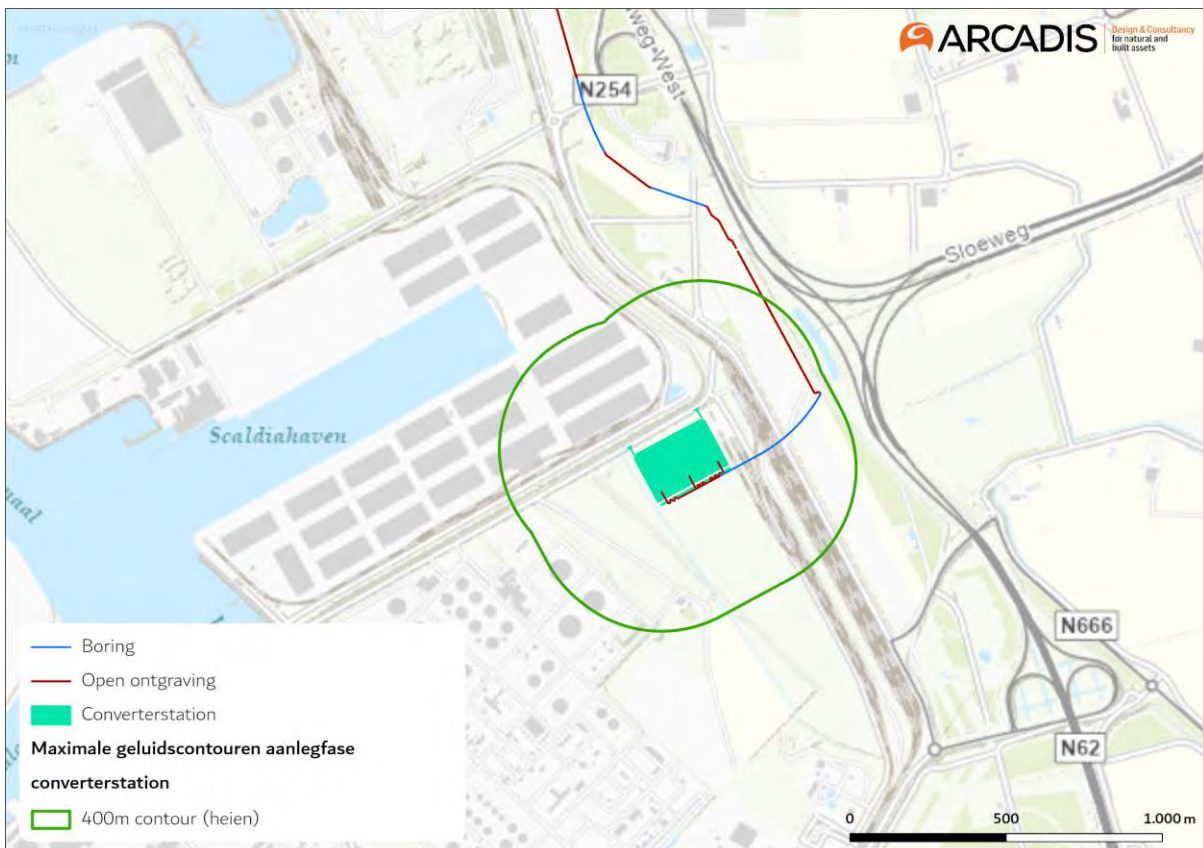 ARCADIS
Design & Consultancy
for natural and
built assets
weg-West
N254
Sloeweg
Scaldiahaven
N666
N62
Boring
Open ontgraving
Converterstation
Maximale geluidscontouren aanlegfase
converterstation
400m contour (heien)
0 500 1.000 m